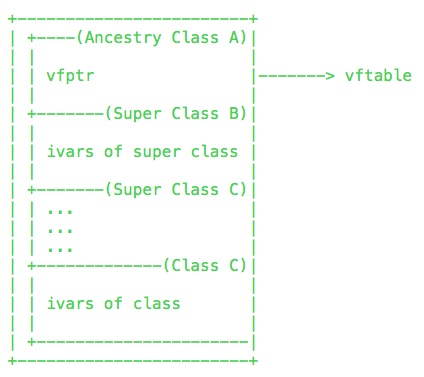 +------------------------+
| +----(Ancestry Class A)|
| |                      |
| | vfptr                |-------> vftable
| |                      |
| +-------(Super Class B)|
| |                      |
| | ivars of super class |
| |                      |
| +-------(Super Class C)|
| | ...                  |
| | ...                  |
| | ...                  |
| +-------------(Class C)|
| |                      |
| | ivars of class       |
| |                      |
| +----------------------|
+------------------------+